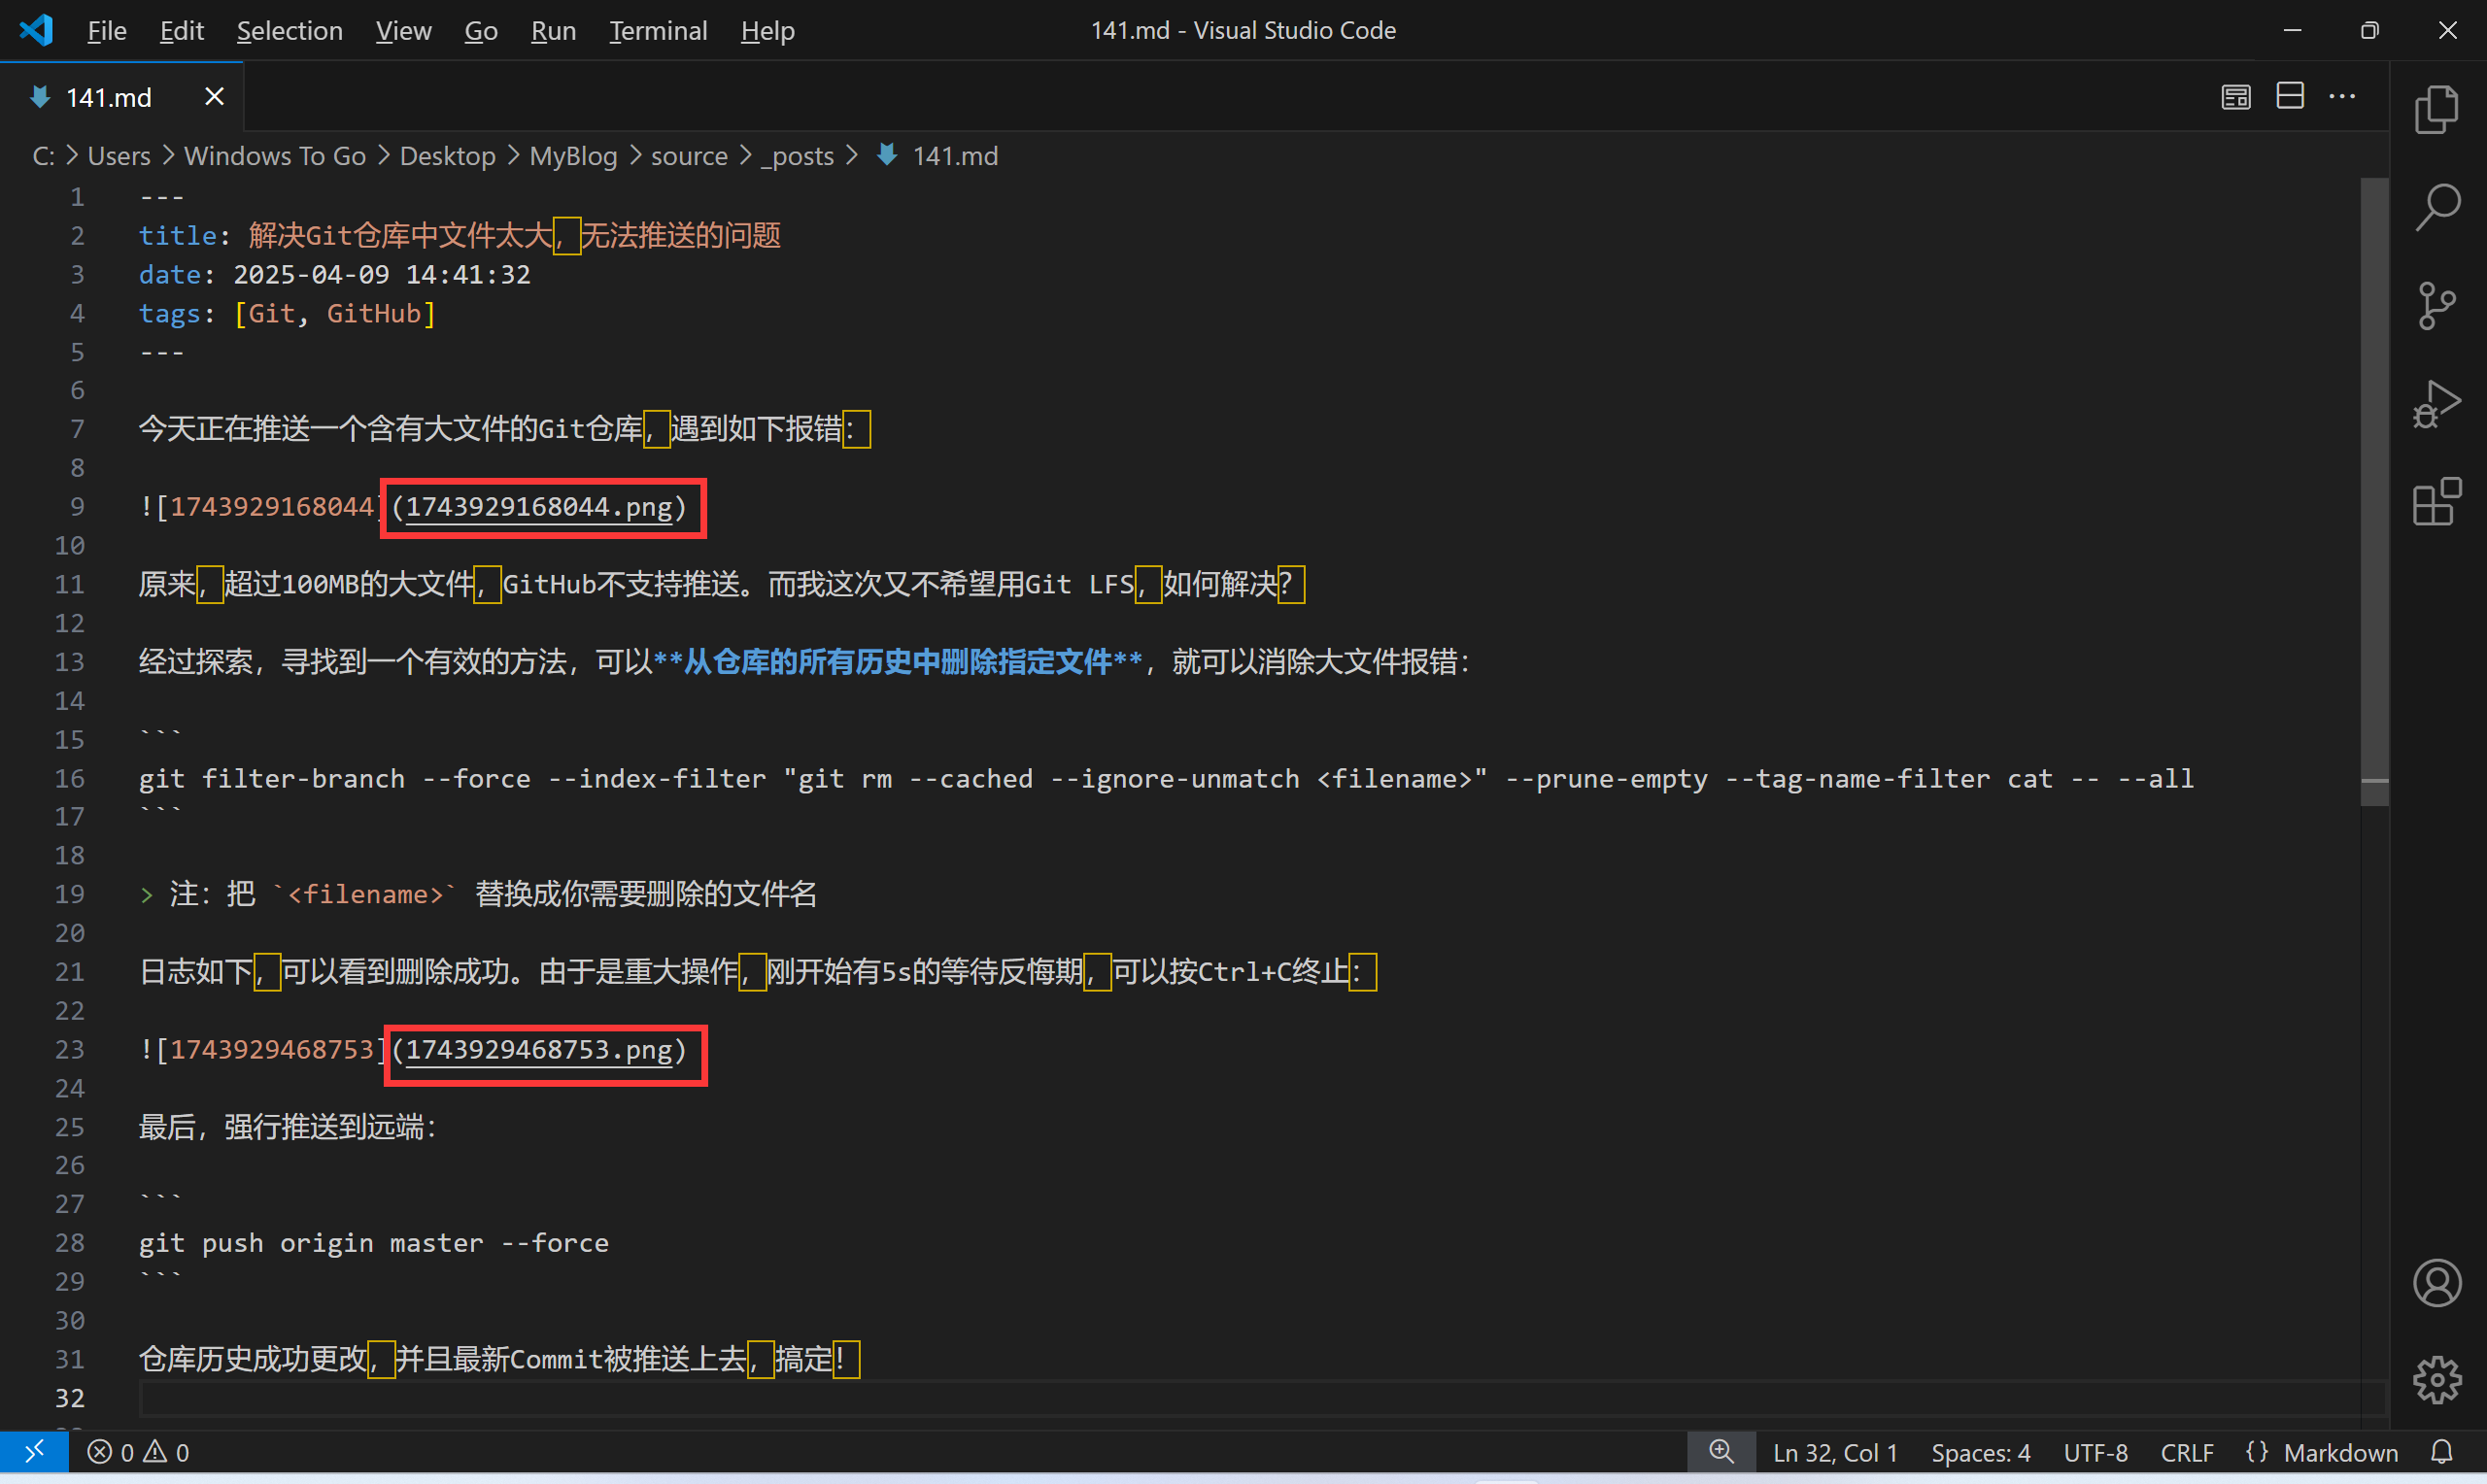 File Edit Selection View Go Run Terminal Help 141.md - Visual Studio Code
141.md
C: > Users > Windows To Go > Desktop > MyBlog > source > _posts > 141.md
1 ---
2 title: 解决Git仓库中文件太大，无法推送的问题
3 date: 2025-04-09 14:41:32
4 tags: [Git, GitHub]
5 ---
6
7 今天正在推送一个含有大文件的Git仓库，遇到如下报错：
8
9 ![1743929168044](1743929168044.png)
10
11 原来，超过100MB的大文件，GitHub不支持推送。而我这次又不希望用Git LFS，如何解决？
12
13 经过探索，寻找到一个有效的方法，可以**从仓库的所有历史中删除指定文件**，就可以消除大文件报错：
14
15 ```
16 git filter-branch --force --index-filter "git rm --cached --ignore-unmatch <filename>" --prune-empty --tag-name-filter cat -- --all
17 ```
18
19 > 注：把 `<filename>` 替换成你需要删除的文件名
20
21 日志如下，可以看到删除成功。由于是重大操作，刚开始有5s的等待反悔期，可以按Ctrl+C终止：
22
23 ![1743929468753](1743929468753.png)
24
25 最后，强行推送到远端：
26
27 ```
28 git push origin master --force
29 ```
30
31 仓库历史成功更改，并且最新Commit被推送上去，搞定！
32
0 0 Ln 32, Col 1 Spaces: 4 UTF-8 CRLF {} Markdown